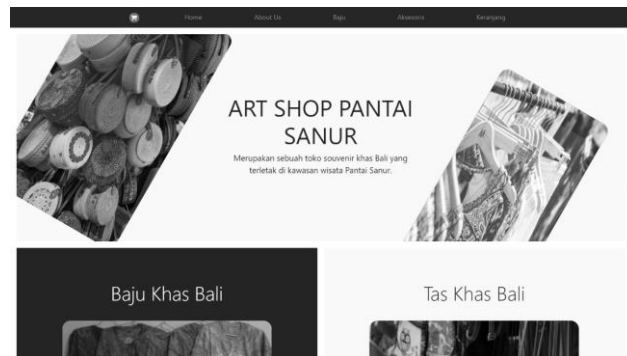 Home About Us Baju Aksesoris Keranjang
ART SHOP PANTAI
SANUR
Merupakan sebuah toko souvenir khas Bali yang
terletak di kawasan wisata Pantai Sanur.
Baju Khas Bali
Tas Khas Bali